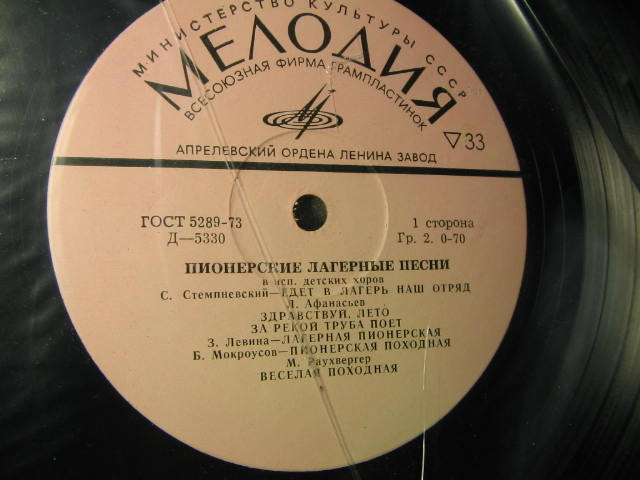 МИНИСТЕРСТВО КУЛЬТУРЫ СССР
МЕЛОДИЯ
ВСЕСОЮЗНАЯ ФИРМА ГРАМПЛАСТИНОК
▽33
АПРЕЛЕВСКИЙ ОРДЕНА ЛЕНИНА ЗАВОД
ГОСТ 5289-73
1 сторона
Д—5330
Гр. 2. 0-70
ПИОНЕРСКИЕ ЛАГЕРНЫЕ ПЕСНИ
в исп. детских хоров
С. Стемпневский—ЕДЕТ В ЛАГЕРЬ НАШ ОТРЯД
Л. Афанасьев
ЗДРАВСТВУЙ, ЛЕТО
ЗА РЕКОЙ ТРУБА ПОЕТ
З. Левина—ЛАГЕРНАЯ ПИОНЕРСКАЯ
Б. Мокроусов—ПИОНЕРСКАЯ ПОХОДНАЯ
М. Раухвергер
ВЕСЕЛАЯ ПОХОДНАЯ